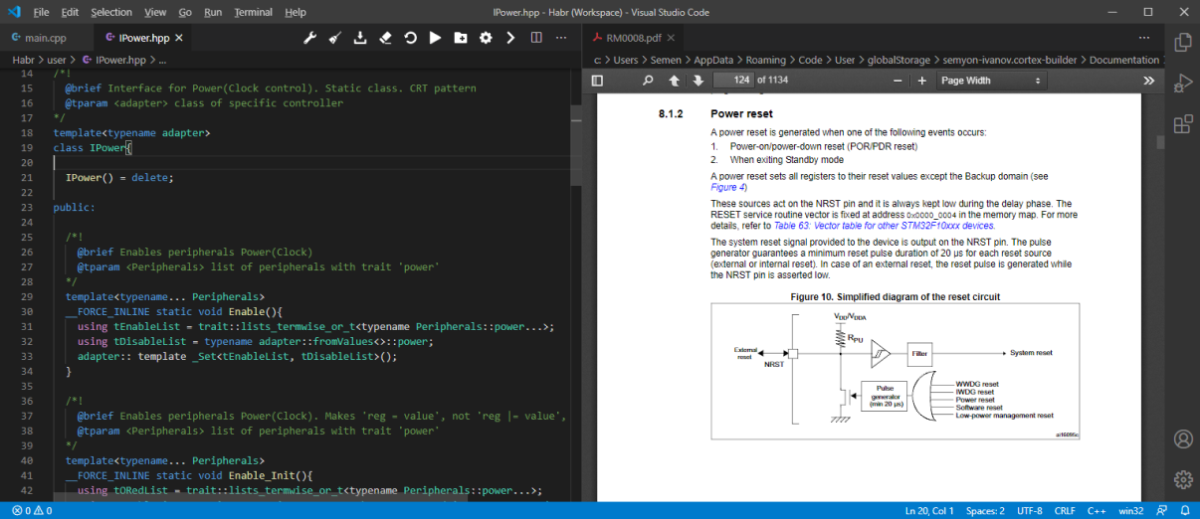 File Edit Selection View Go Run Terminal Help
IPower.hpp - Habr (Workspace) - Visual Studio Code
main.cpp
IPower.hpp
RM0008.pdf
Habr > user > IPower.hpp > ...
c: > Users > Semen > AppData > Roaming > Code > User > globalStorage > semyon-ivanov.cortex-builder > Documentation
14 /*!
15 @brief Interface for Power(Clock control). Static class. CRT pattern
16 @tparam <adapter> class of specific controller
17 */
18 template<typename adapter>
19 class IPower{
20
21 IPower() = delete;
22
23 public:
24
25 /*!
26 @brief Enables peripherals Power(Clock)
27 @tparam <Peripherals> list of peripherals with trait 'power'
28 */
29 template<typename... Peripherals>
30 __FORCE_INLINE static void Enable(){
31 using tEnableList = trait::lists_termwise_or_t<typename Peripherals::power...>;
32 using tDisableList = typename adapter::fromValues<>::power;
33 adapter:: template _Set<tEnableList, tDisableList>();
34 }
35
36 /*!
37 @brief Enables peripherals Power(Clock). Makes 'reg = value', not 'reg |= value',
38 @tparam <Peripherals> list of peripherals with trait 'power'
39 */
40 template<typename... Peripherals>
41 __FORCE_INLINE static void Enable_Init(){
42 using tORedList = trait::lists_termwise_or_t<typename Peripherals::power...>;
124 of 1134
Page Width
8.1.2 Power reset
A power reset is generated when one of the following events occurs:
1. Power-on/power-down reset (POR/PDR reset)
2. When exiting Standby mode
A power reset sets all registers to their reset values except the Backup domain (see
Figure 4)
These sources act on the NRST pin and it is always kept low during the delay phase. The
RESET service routine vector is fixed at address 0x0000_0004 in the memory map. For more
details, refer to Table 63: Vector table for other STM32F10xxx devices.
The system reset signal provided to the device is output on the NRST pin. The pulse
generator guarantees a minimum reset pulse duration of 20 µs for each reset source
(external or internal reset). In case of an external reset, the reset pulse is generated while
the NRST pin is asserted low.
Figure 10. Simplified diagram of the reset circuit
VDD/VDDA
RPU
External
reset
NRST
Filter
System reset
Pulse
generator
(min 20 µs)
WWDG reset
IWDG reset
Power reset
Software reset
Low-power management reset
0 0
Ln 20, Col 1 Spaces: 2 UTF-8 CRLF C++ win32